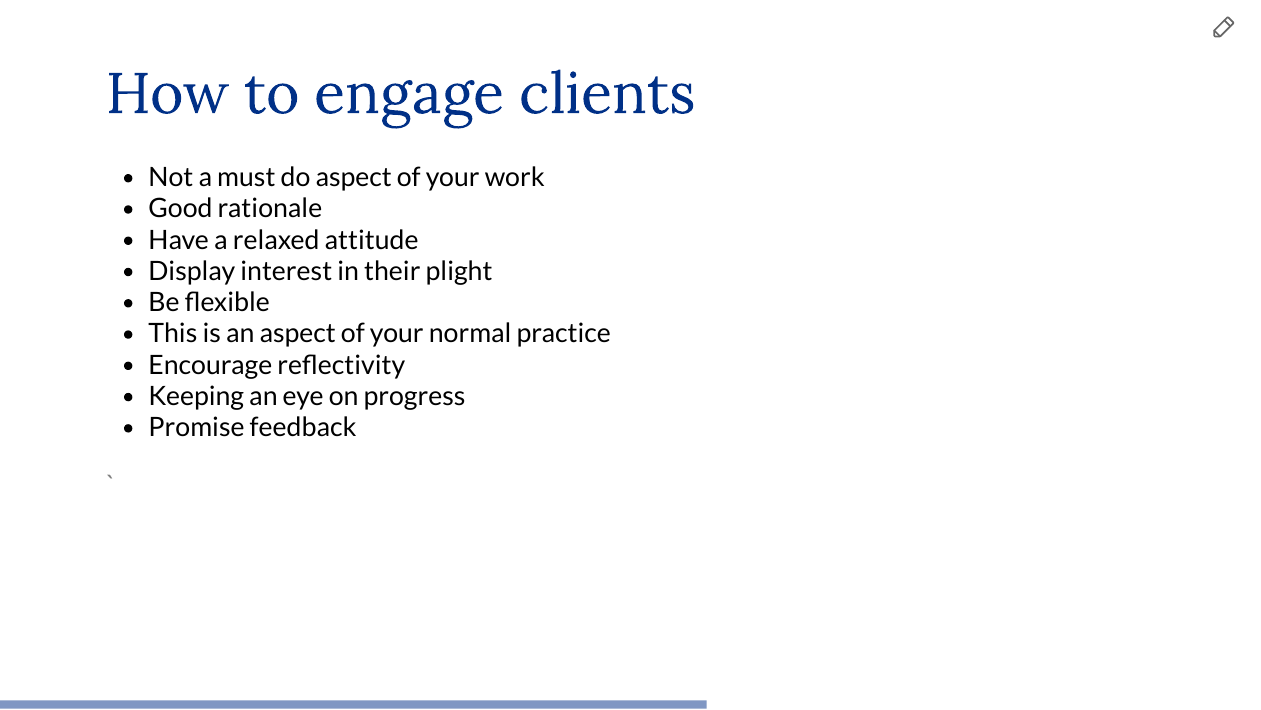 How to engage clients
• Not a must do aspect of your work
• Good rationale
• Have a relaxed attitude
• Display interest in their plight
• Be flexible
• This is an aspect of your normal practice
• Encourage reflectivity
• Keeping an eye on progress
• Promise feedback
`